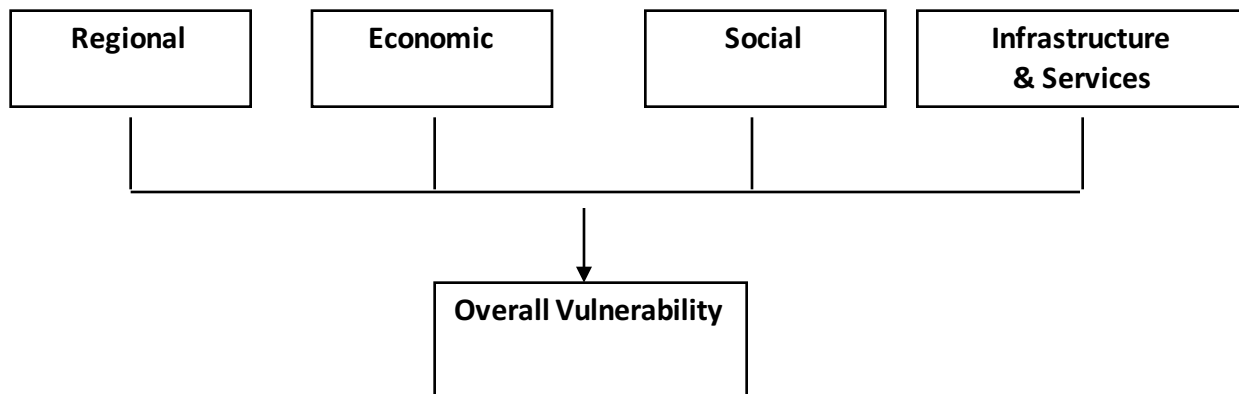 Regional
Economic
Social
Infrastructure
& Services
Overall Vulnerability